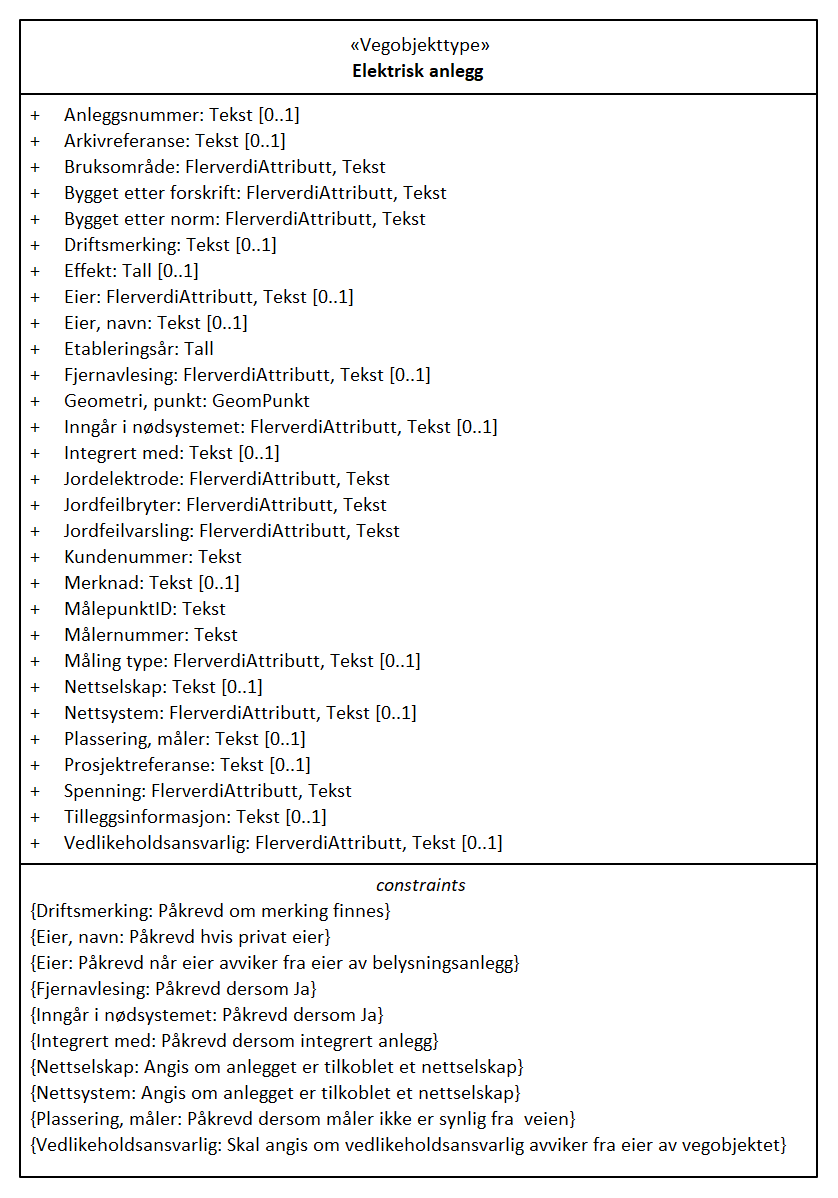 «Vegobjekttype»
Elektrisk anlegg
+ Anleggsnummer: Tekst [0..1]
+ Arkivreferanse: Tekst [0..1]
+ Bruksområde: FlerverdiAttributt, Tekst
+ Bygget etter forskrift: FlerverdiAttributt, Tekst
+ Bygget etter norm: FlerverdiAttributt, Tekst
+ Driftsmerking: Tekst [0..1]
+ Effekt: Tall [0..1]
+ Eier: FlerverdiAttributt, Tekst [0..1]
+ Eier, navn: Tekst [0..1]
+ Etableringsår: Tall
+ Fjernavlesing: FlerverdiAttributt, Tekst [0..1]
+ Geometri, punkt: GeomPunkt
+ Inngår i nødsystemet: FlerverdiAttributt, Tekst [0..1]
+ Integrert med: Tekst [0..1]
+ Jordelektrode: FlerverdiAttributt, Tekst
+ Jordfeilbryter: FlerverdiAttributt, Tekst
+ Jordfeilvarsling: FlerverdiAttributt, Tekst
+ Kundenummer: Tekst
+ Merknad: Tekst [0..1]
+ MålepunktID: Tekst
+ Målernummer: Tekst
+ Måling type: FlerverdiAttributt, Tekst [0..1]
+ Nettselskap: Tekst [0..1]
+ Nettsystem: FlerverdiAttributt, Tekst [0..1]
+ Plassering, måler: Tekst [0..1]
+ Prosjektreferanse: Tekst [0..1]
+ Spenning: FlerverdiAttributt, Tekst
+ Tilleggsinformasjon: Tekst [0..1]
+ Vedlikeholdsansvarlig: FlerverdiAttributt, Tekst [0..1]
constraints
{Driftsmerking: Påkrevd om merking finnes}
{Eier, navn: Påkrevd hvis privat eier}
{Eier: Påkrevd når eier avviker fra eier av belysningsanlegg}
{Fjernavlesing: Påkrevd dersom Ja}
{Inngår i nødsystemet: Påkrevd dersom Ja}
{Integrert med: Påkrevd dersom integrert anlegg}
{Nettselskap: Angis om anlegget er tilkoblet et nettselskap}
{Nettsystem: Angis om anlegget er tilkoblet et nettselskap}
{Plassering, måler: Påkrevd dersom måler ikke er synlig fra  veien}
{Vedlikeholdsansvarlig: Skal angis om vedlikeholdsansvarlig avviker fra eier av vegobjektet}